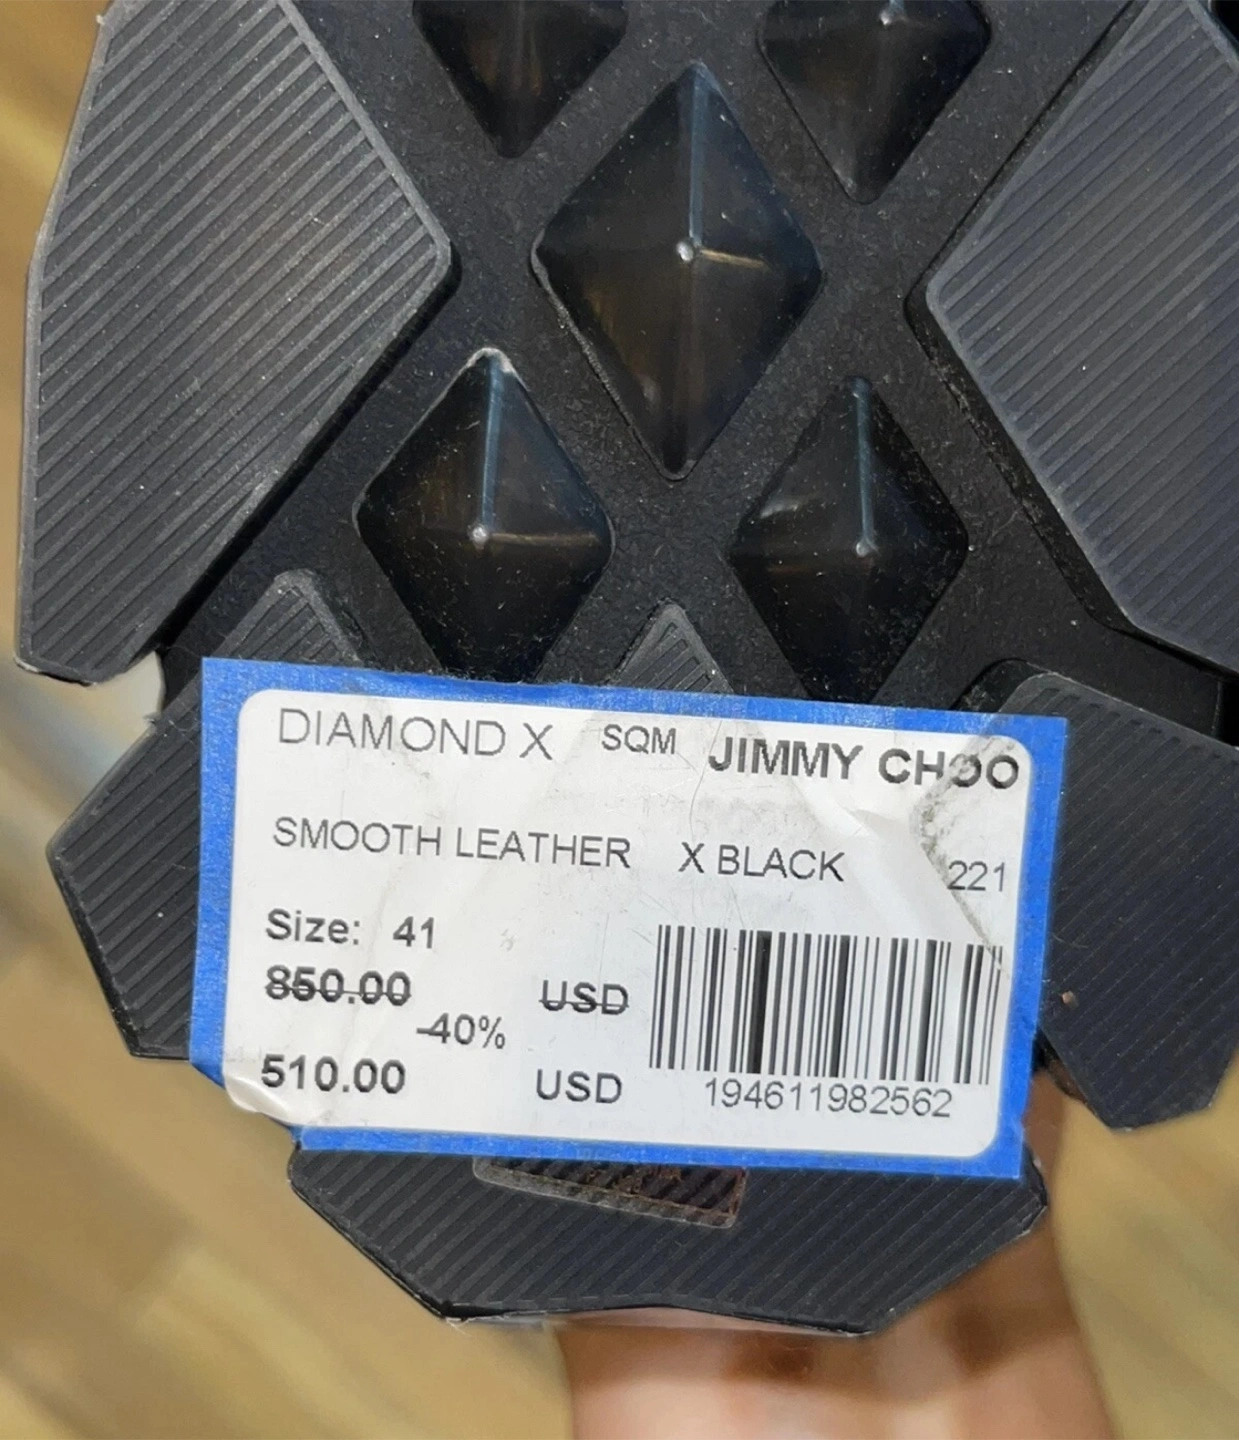 DIAMOND X SQM JIMMY CHOO
SMOOTH LEATHER X BLACK 221
Size: 41
850.00 USD
-40%
510.00 USD
194611982562